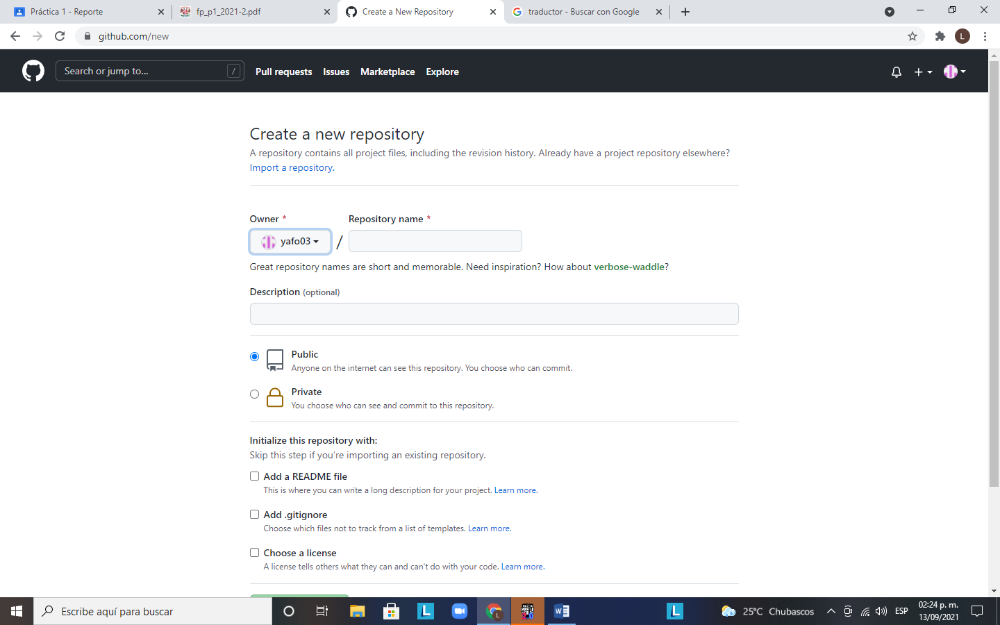 Práctica 1 - Reporte
fp_p1_2021-2.pdf
Create a New Repository
traductor - Buscar con Google
github.com/new
L
Search or jump to...
/
Pull requests
Issues
Marketplace
Explore
Create a new repository
A repository contains all project files, including the revision history. Already have a project repository elsewhere?
Import a repository.
Owner *
Repository name *
yafo03
/
Great repository names are short and memorable. Need inspiration? How about verbose-waddle?
Description (optional)
Public
Anyone on the internet can see this repository. You choose who can commit.
Private
You choose who can see and commit to this repository.
Initialize this repository with:
Skip this step if you’re importing an existing repository.
Add a README file
This is where you can write a long description for your project. Learn more.
Add .gitignore
Choose which files not to track from a list of templates. Learn more.
Choose a license
A license tells others what they can and can't do with your code. Learn more.
Escribe aquí para buscar
L
L
W
L
25°C Chubascos
ESP
02:24 p. m.
13/09/2021